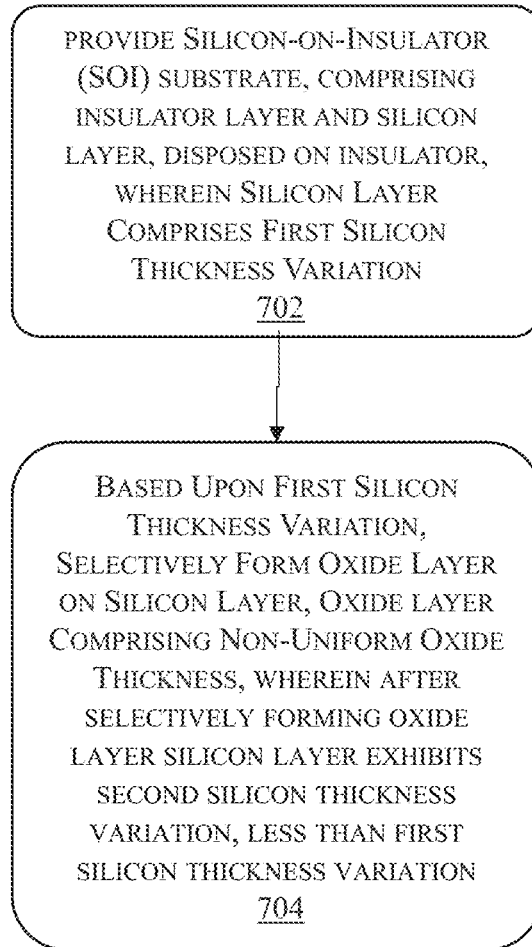 PROVIDE SILICON-ON-INSULATOR
(SOI) SUBSTRATE, COMPRISING
INSULATOR LAYER AND SILICON
LAYER, DISPOSED ON INSULATOR,
WHEREIN SILICON LAYER
COMPRISES FIRST SILICON
THICKNESS VARIATION
702
BASED UPON FIRST SILICON
THICKNESS VARIATION,
SELECTIVELY FORM OXIDE LAYER
ON SILICON LAYER, OXIDE LAYER
COMPRISING NON-UNIFORM OXIDE
THICKNESS, WHEREIN AFTER
SELECTIVELY FORMING OXIDE
LAYER SILICON LAYER EXHIBITS
SECOND SILICON THICKNESS
VARIATION, LESS THAN FIRST
SILICON THICKNESS VARIATION
704